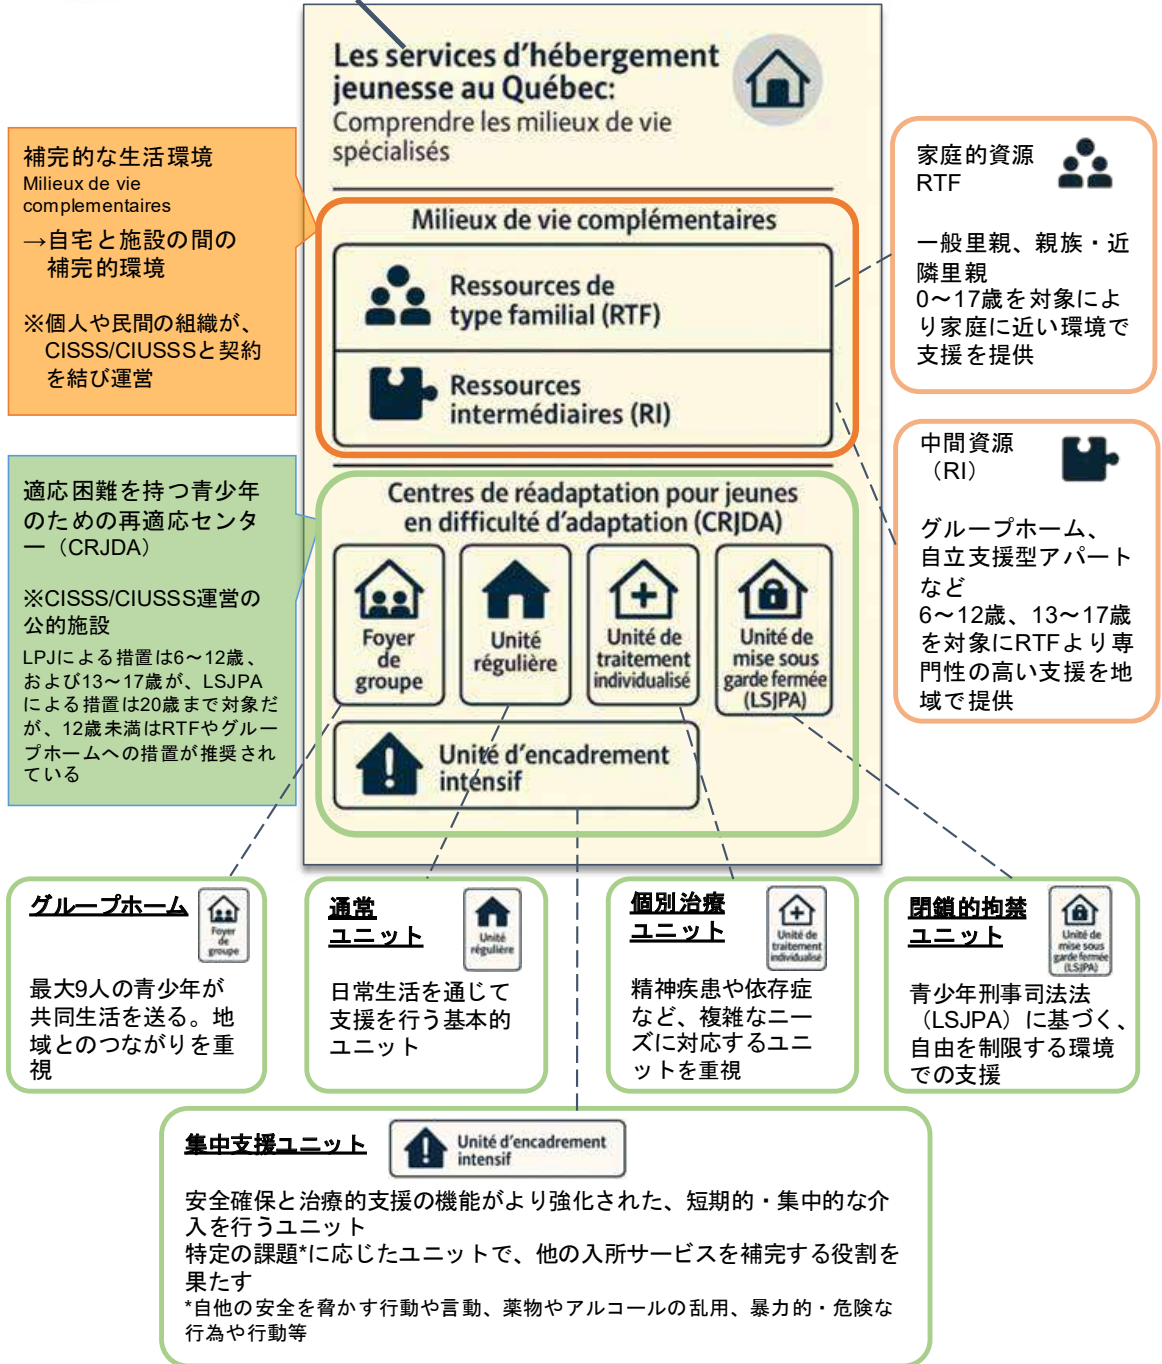 Les services d'hébergement
jeunesse au Québec:
Comprendre les milieux de vie
spécialisés
補完的な生活環境
Milieux de vie
complementaires
→自宅と施設の間の
補完的環境
※個人や民間の組織が、
CISSS/CIUSSSと契約
を結び運営
Milieux de vie complémentaires
Ressources de
type familial (RTF)
Ressources
intermédiaires (RI)
家庭的資源
RTF
一般里親、親族・近
隣里親
0～17歳を対象によ
り家庭に近い環境で
支援を提供
中間資源
（RI）
グループホーム、
自立支援型アパート
など
6～12歳、13～17歳
を対象にRTFより専
門性の高い支援を地
域で提供
適応困難を持つ青少年
のための再適応センタ
ー（CRJDA）
※CISSS/CIUSSS運営の
公的施設
LPJによる措置は6～12歳、
および13～17歳が、LSJPA
による措置は20歳まで対象だ
が、12歳未満はRTFやグルー
プホームへの措置が推奨され
ている
Centres de réadaptation pour jeunes
en difficulté d'adaptation (CRJDA)
Foyer
de
groupe
Unité
régulière
Unité de
traitement
individualisé
Unité de
mise sous
garde fermée
(LSJPA)
Unité d'encadrement
intensif
グループホーム
Foyer
de
groupe
最大9人の青少年が
共同生活を送る。地
域とのつながりを重
視
通常
ユニット
Unité
régulière
日常生活を通じて
支援を行う基本的
ユニット
個別治療
ユニット
Unité de
traitement
individualisé
精神疾患や依存症
など、複雑なニー
ズに対応するユニ
ットを重視
閉鎖的拘禁
ユニット
Unité de
mise sous
garde fermée
(LSJPA)
青少年刑事司法法
（LSJPA）に基づく、
自由を制限する環境
での支援
集中支援ユニット
Unité d'encadrement
intensif
安全確保と治療的支援の機能がより強化された、短期的・集中的な介
入を行うユニット
特定の課題*に応じたユニットで、他の入所サービスを補完する役割を
果たす
*自他の安全を脅かす行動や言動、薬物やアルコールの乱用、暴力的・危険な
行為や行動等